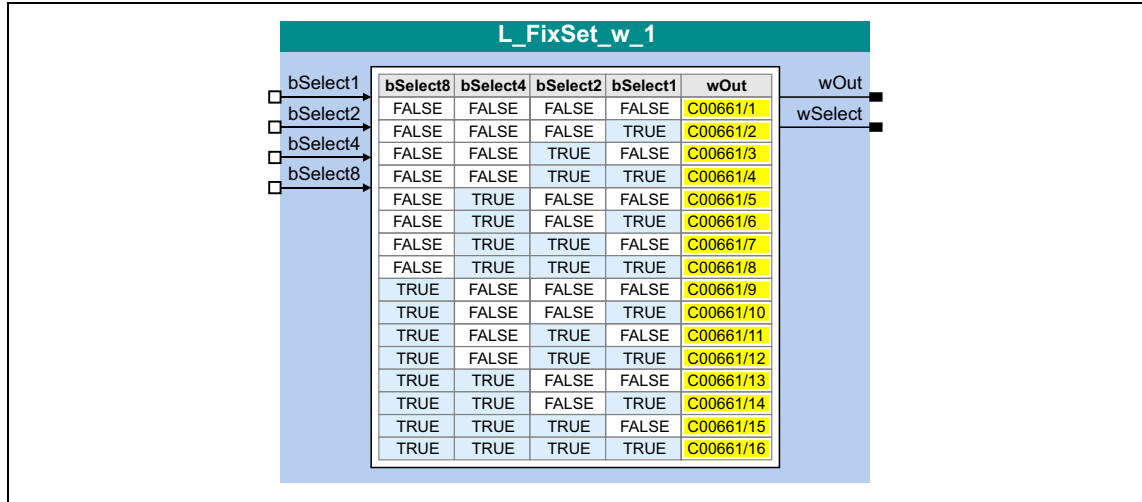 L_FixSet_w_1
bSelect1
bSelect2
bSelect4
bSelect8
bSelect8 bSelect4 bSelect2 bSelect1 wOut
FALSE FALSE FALSE FALSE C00661/1
FALSE FALSE FALSE TRUE C00661/2
FALSE FALSE TRUE FALSE C00661/3
FALSE FALSE TRUE TRUE C00661/4
FALSE TRUE FALSE FALSE C00661/5
FALSE TRUE FALSE TRUE C00661/6
FALSE TRUE TRUE FALSE C00661/7
FALSE TRUE TRUE TRUE C00661/8
TRUE FALSE FALSE FALSE C00661/9
TRUE FALSE FALSE TRUE C00661/10
TRUE FALSE TRUE FALSE C00661/11
TRUE FALSE TRUE TRUE C00661/12
TRUE TRUE FALSE FALSE C00661/13
TRUE TRUE FALSE TRUE C00661/14
TRUE TRUE TRUE FALSE C00661/15
TRUE TRUE TRUE TRUE C00661/16
wOut
wSelect